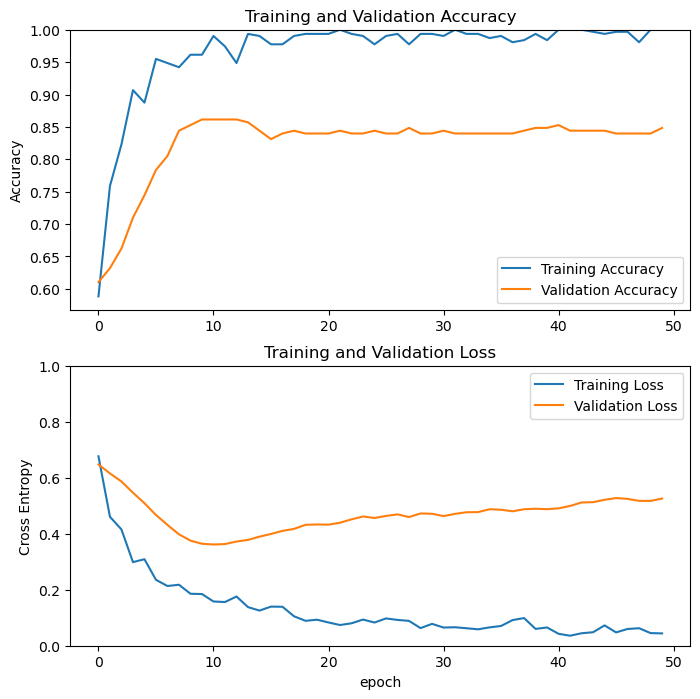 Training and Validation Accuracy
Accuracy
1.00
0.95
0.90
0.85
0.80
0.75
0.70
0.65
0.60
Training Accuracy
Validation Accuracy
0 10 20 30 40 50
Training and Validation Loss
Cross Entropy
1.0
0.8
0.6
0.4
0.2
0.0
Training Loss
Validation Loss
0 10 20 30 40 50
epoch